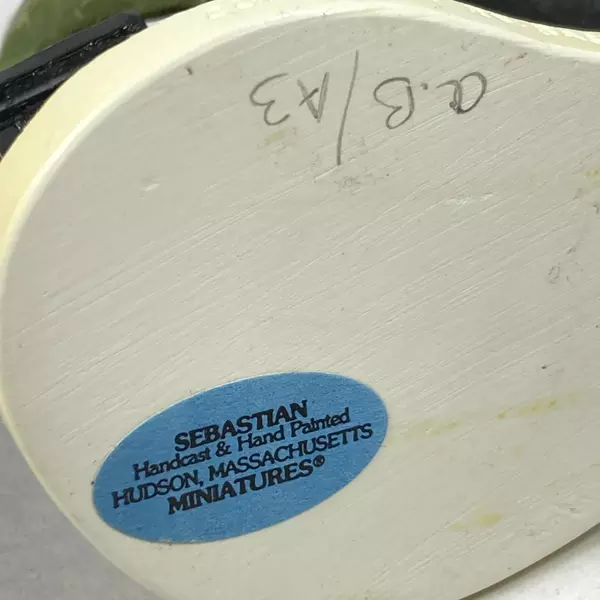 a.B/A3
SEBASTIAN
Handcast & Hand Painted
HUDSON, MASSACHUSETTS
MINIATURES®